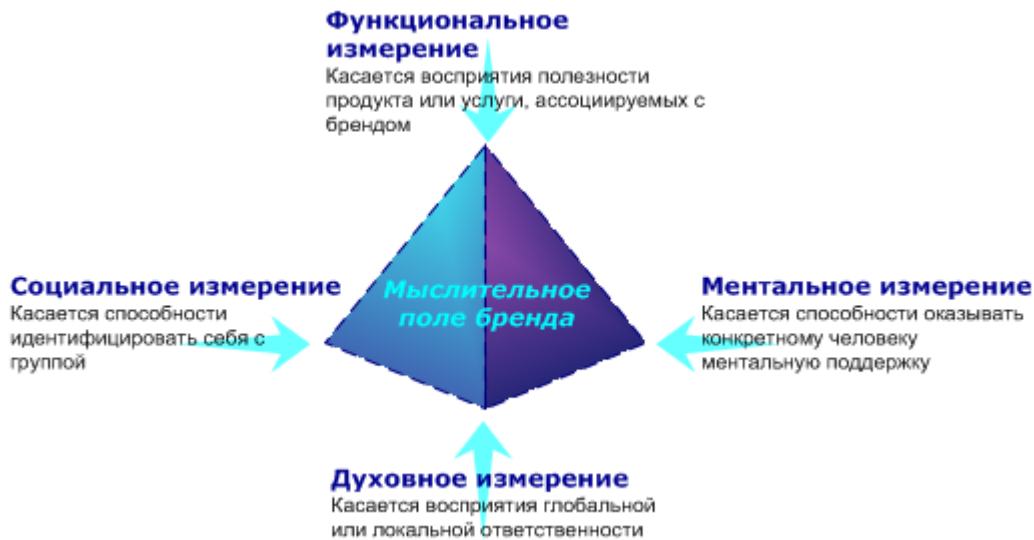 Функциональное
измерение
Касается восприятия полезности
продукта или услуги, ассоциируемых с
брендом
Социальное измерение
Касается способности
идентифицировать себя с
группой
Мыслительное
поле бренда
Ментальное измерение
Касается способности оказывать
конкретному человеку
ментальную поддержку
Духовное измерение
Касается восприятия глобальной
или локальной ответственности